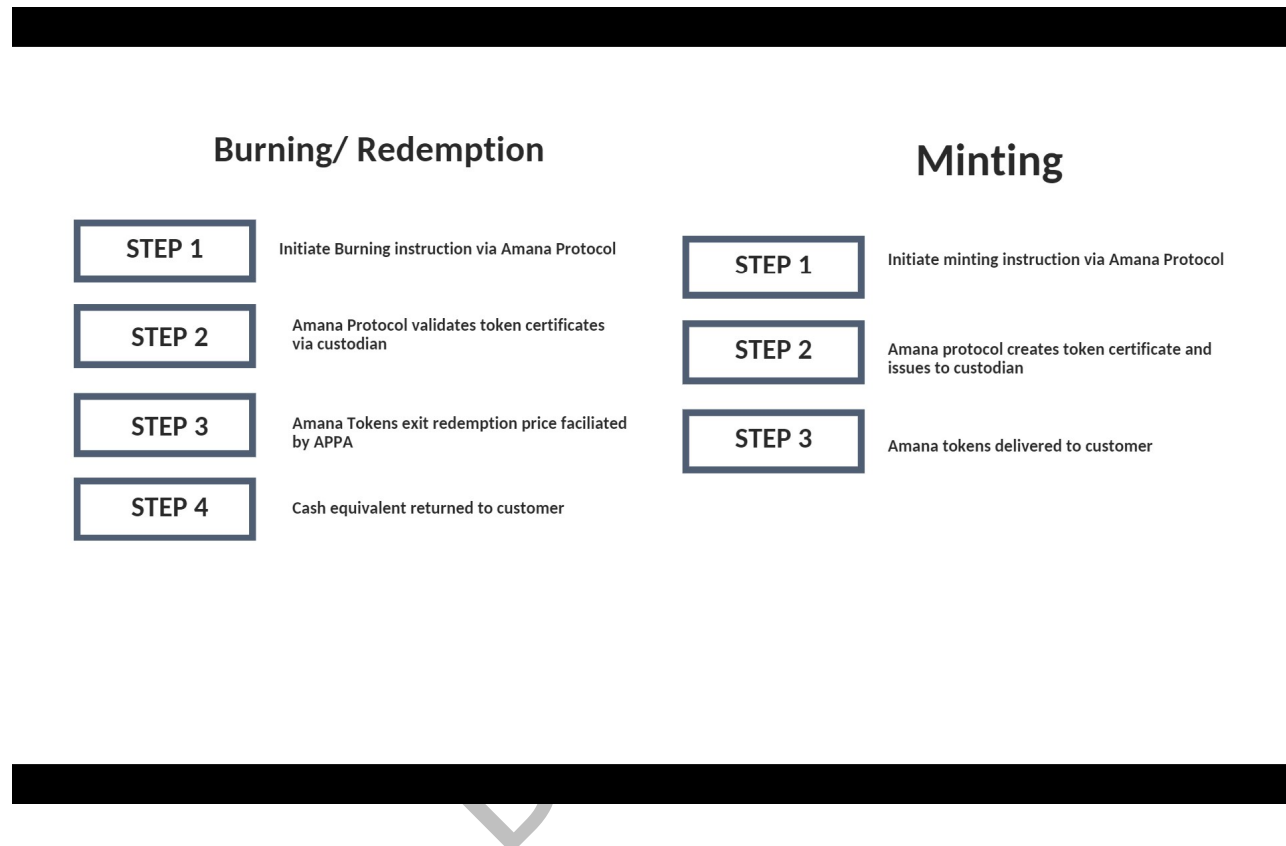 Burning/ Redemption
STEP 1
Initiate Burning instruction via Amana Protocol
STEP 2
Amana Protocol validates token certificates
via custodian
STEP 3
Amana Tokens exit redemption price faciliated
by APPA
STEP 4
Cash equivalent returned to customer
Minting
STEP 1
Initiate minting instruction via Amana Protocol
STEP 2
Amana protocol creates token certificate and
issues to custodian
STEP 3
Amana tokens delivered to customer